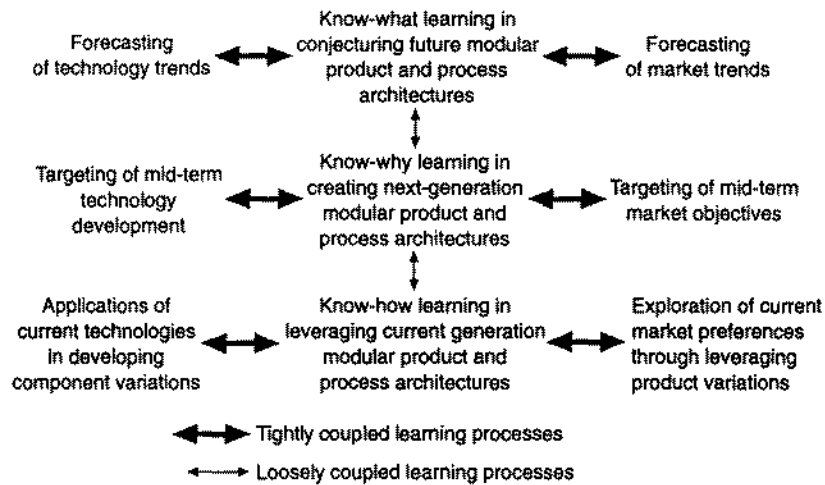 Forecasting
of technology trends
Know-what learning in
conjecturing future modular
product and process
architectures
Forecasting
of market trends
Targeting of mid-term
technology
development
Know-why learning in
creating next-generation
modular product and
process architectures
Targeting of mid-term
market objectives
Applications of
current technologies
in developing
component variations
Know-how learning in
leveraging current generation
modular product and
process architectures
Exploration of current
market preferences
through leveraging
product variations
Tightly coupled learning processes
Loosely coupled learning processes